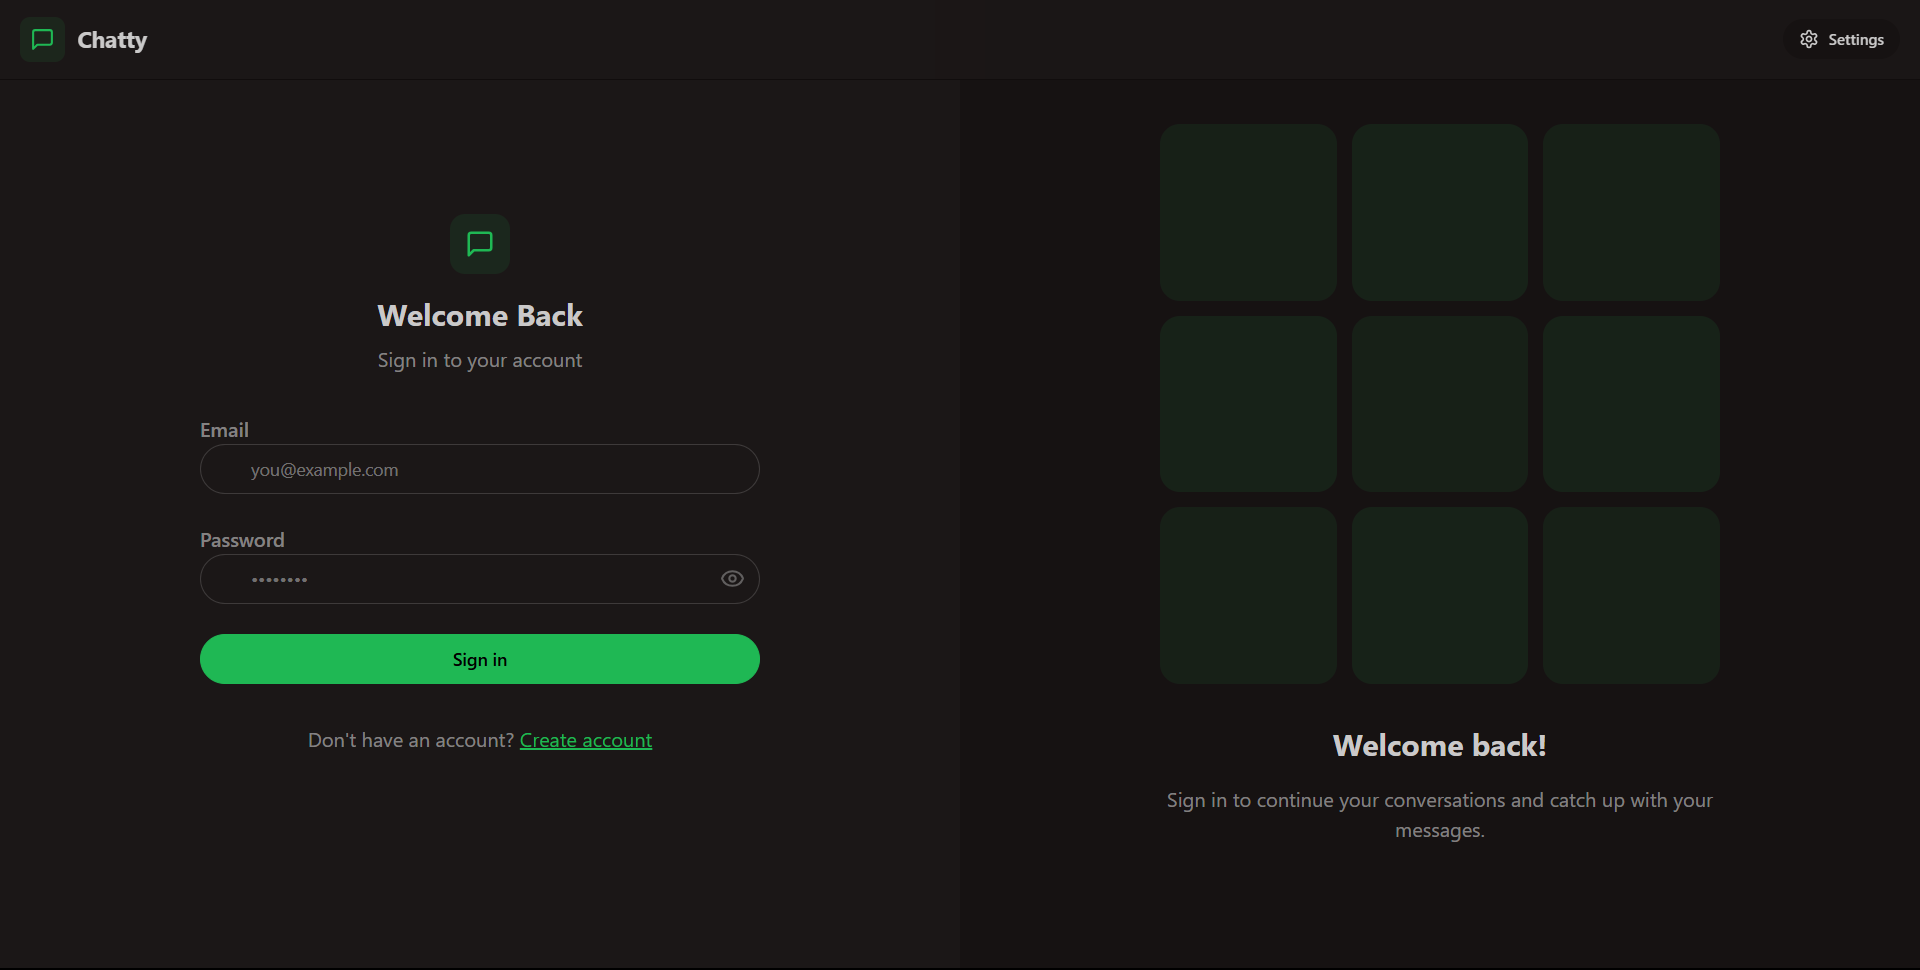 Chatty
Settings
Welcome Back
Sign in to your account
Email
you@example.com
Password
••••••••
Sign in
Don't have an account? Create account
Welcome back!
Sign in to continue your conversations and catch up with your
messages.